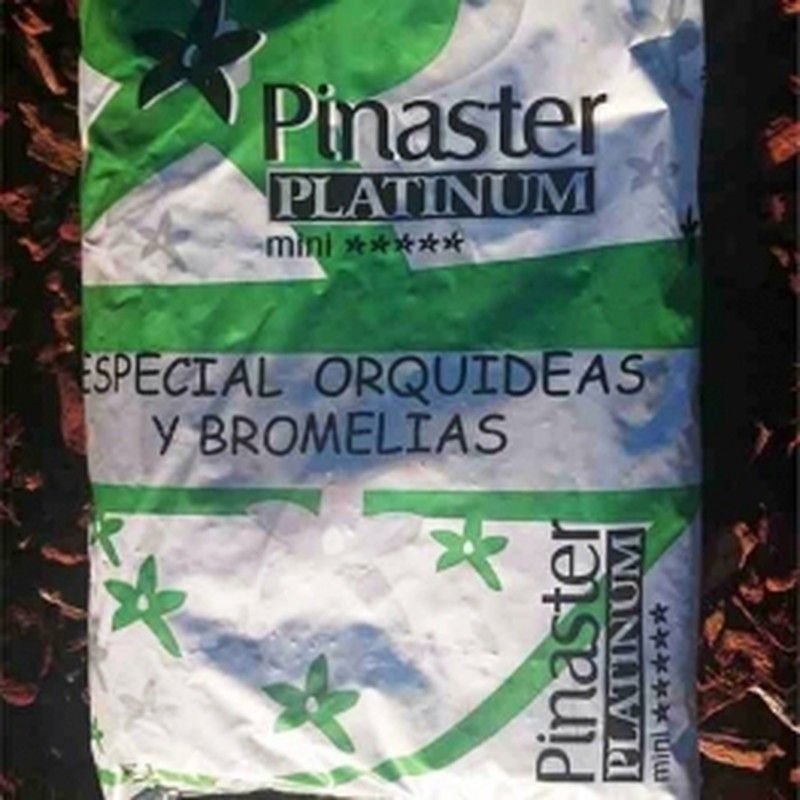 Pinaster
PLATINUM
mini *****
ESPECIAL ORQUIDEAS
Y BROMELIAS
Pinaster
PLATINUM
mini *****